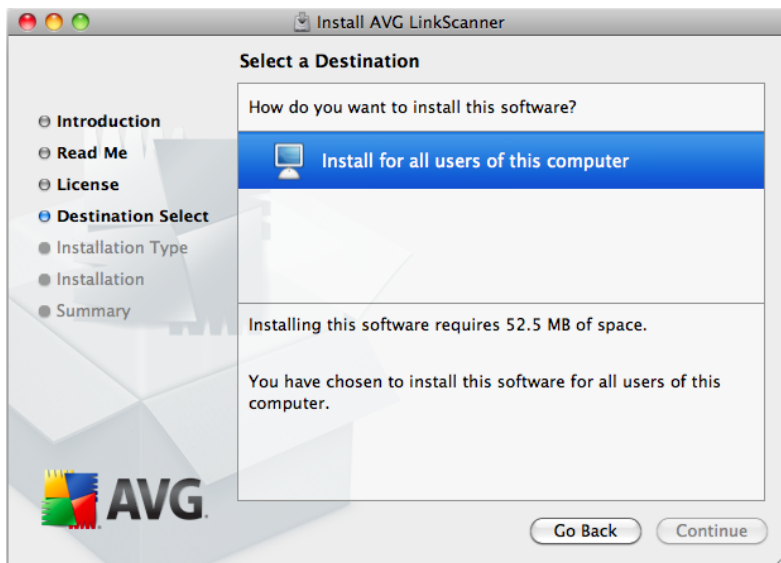 Install AVG LinkScanner
Select a Destination
Introduction
Read Me
License
Destination Select
Installation Type
Installation
Summary
How do you want to install this software?
Install for all users of this computer
Installing this software requires 52.5 MB of space.
You have chosen to install this software for all users of this
computer.
AVG
Go Back
Continue